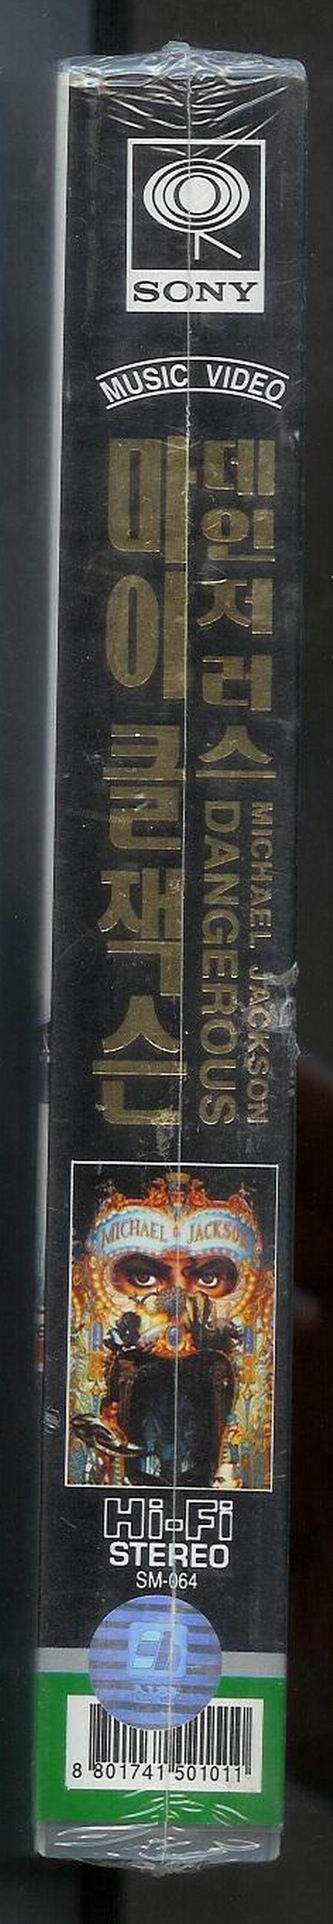 SONY
MUSIC VIDEO
데인저러스
마이클 잭슨
MICHAEL JACKSON
DANGEROUS
MICHAEL JACKSO
Hi-Fi
STEREO
SM-064
8 801741 501011